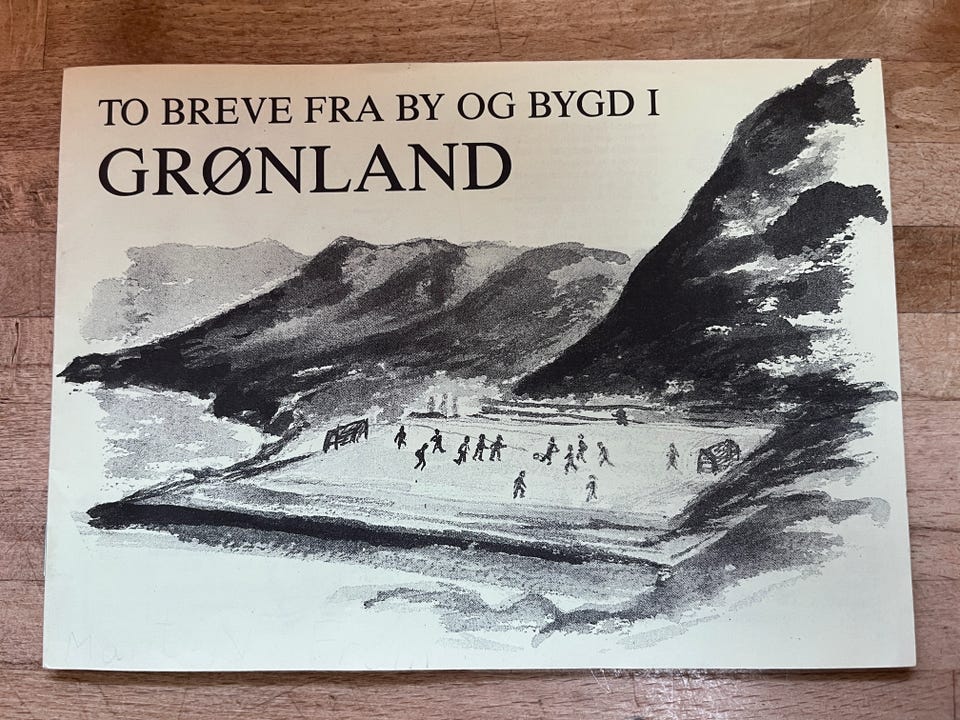 TO BREVE FRA BY OG BYGD I
GRØNLAND